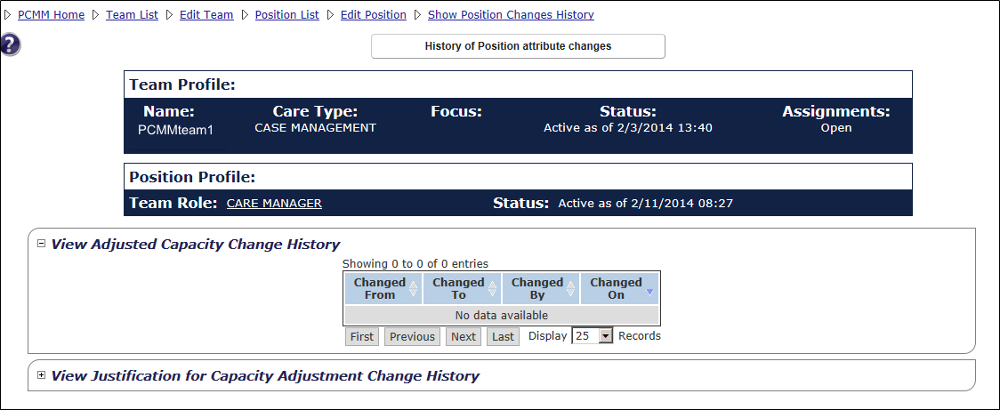 PCMM Home Team List Edit Team Position List Edit Position Show Position Changes History
?
History of Position attribute changes
Team Profile:
Name: Care Type: Focus: Status: Assignments:
PCMMteam1 CASE MANAGEMENT Active as of 2/3/2014 13:40 Open
Position Profile:
Team Role: CARE MANAGER Status: Active as of 2/11/2014 08:27
View Adjusted Capacity Change History
Showing 0 to 0 of 0 entries
Changed Changed Changed Changed
From To By On
No data available
First Previous Next Last Display 25 Records
View Justification for Capacity Adjustment Change History